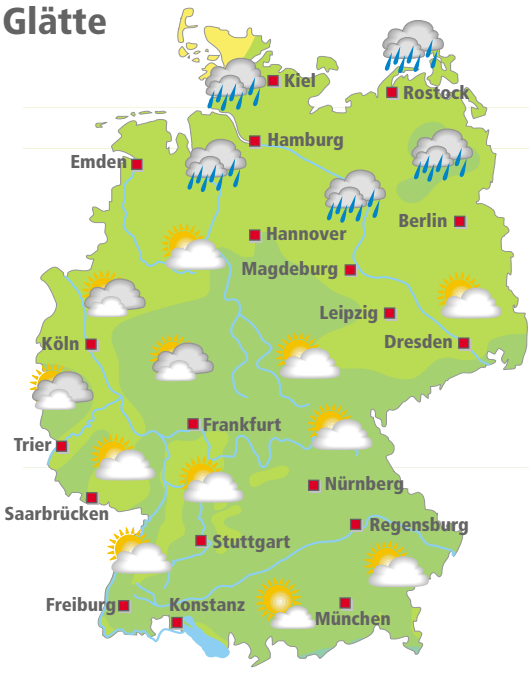 Glätte
Kiel
Rostock
Hamburg
Emden
Berlin
Hannover
Magdeburg
Leipzig
Köln
Dresden
Frankfurt
Trier
Nürnberg
Saarbrücken
Regensburg
Stuttgart
Freiburg
Konstanz
München